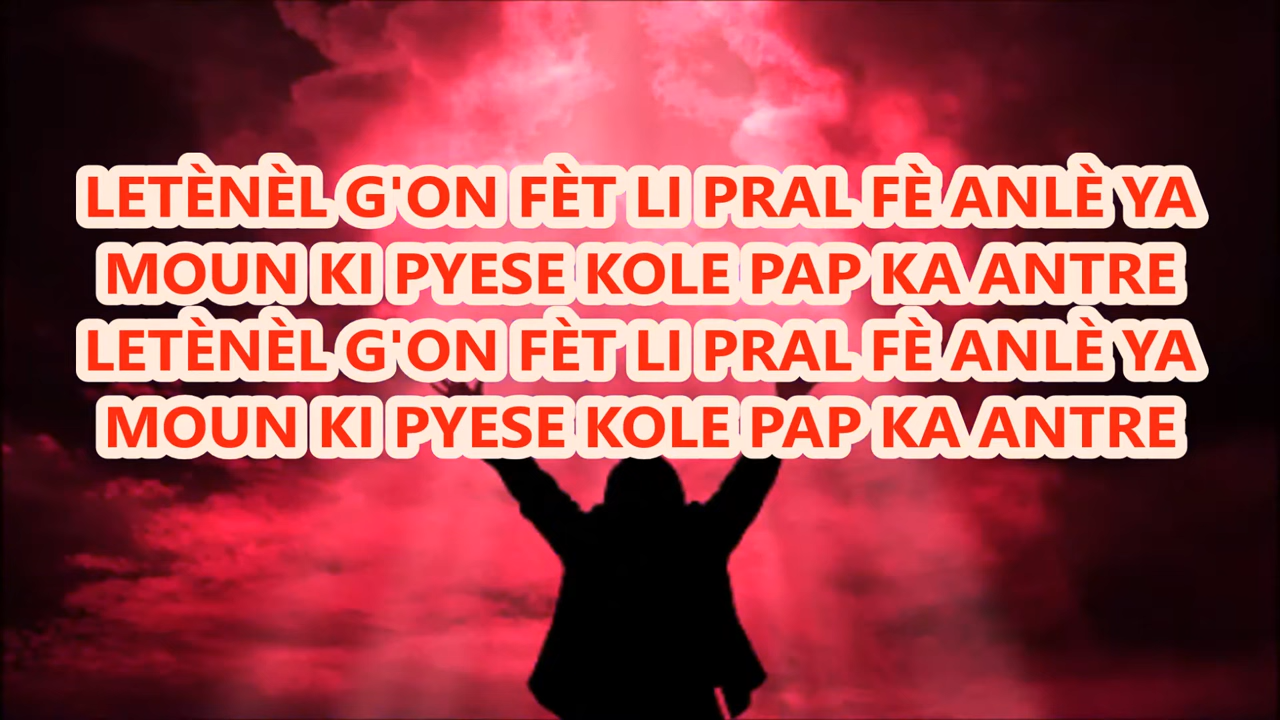 LETÈNÈL G'ON FÈT LI PRAL FÈ ANLÈ YA
MOUN KI PYESE KOLE PAP KA ANTRE
LETÈNÈL G'ON FÈT LI PRAL FÈ ANLÈ YA
MOUN KI PYESE KOLE PAP KA ANTRE